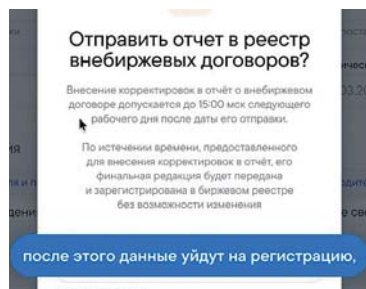 Отправить отчет в реестр
внебиржевых договоров?
Внесение корректировок в отчёт о внебиржевом
договоре допускается до 15:00 мск следующего
рабочего дня после даты его отправки.
По истечении времени, предоставленного
для внесения корректировок в отчёт, его
финальная редакция будет передана
и зарегистрирована в биржевом реестре
без возможности изменения
после этого данные уйдут на регистрацию,